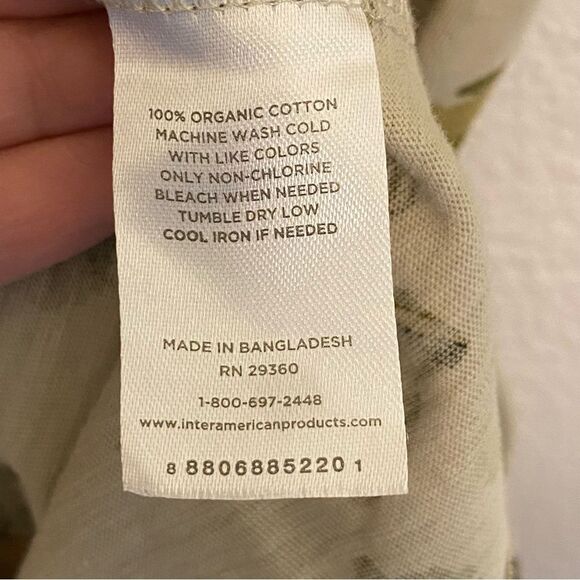 100% ORGANIC COTTON
MACHINE WASH COLD
WITH LIKE COLORS
ONLY NON-CHLORINE
BLEACH WHEN NEEDED
TUMBLE DRY LOW
COOL IRON IF NEEDED
MADE IN BANGLADESH
RN 29360
1-800-697-2448
www.interamericanproducts.com
8 8806885220 1